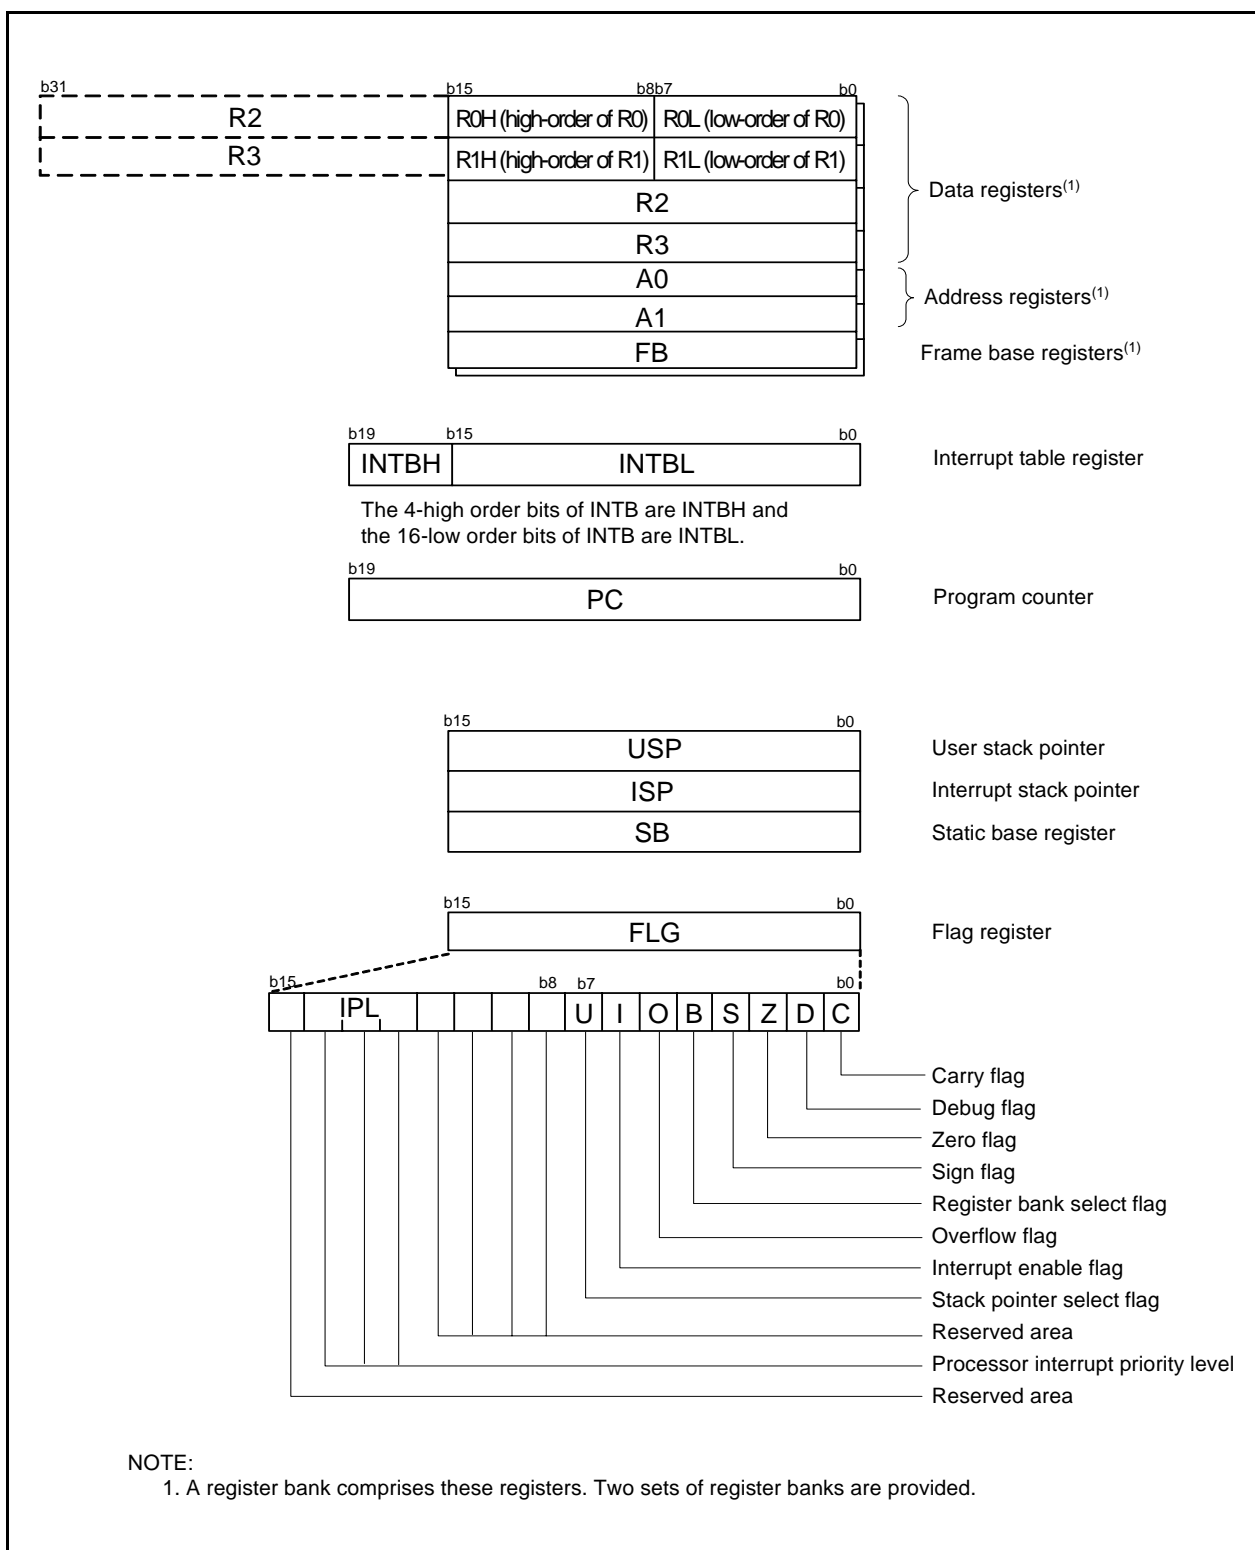 b31 b15 b8b7 b0
R2 R0H (high-order of R0) R0L (low-order of R0)
R3 R1H (high-order of R1) R1L (low-order of R1)
R2
Data registers(1)
R3
A0
Address registers(1)
A1
FB Frame base registers(1)
b19 b15 b0
INTBH INTBL Interrupt table register
The 4-high order bits of INTB are INTBH and
the 16-low order bits of INTB are INTBL.
b19 b0
PC Program counter
b15 b0
USP User stack pointer
ISP Interrupt stack pointer
SB Static base register
b15 b0
FLG Flag register
b15 b8 b7 b0
IPL U I O B S Z D C
Carry flag
Debug flag
Zero flag
Sign flag
Register bank select flag
Overflow flag
Interrupt enable flag
Stack pointer select flag
Reserved area
Processor interrupt priority level
Reserved area
NOTE:
1. A register bank comprises these registers. Two sets of register banks are provided.